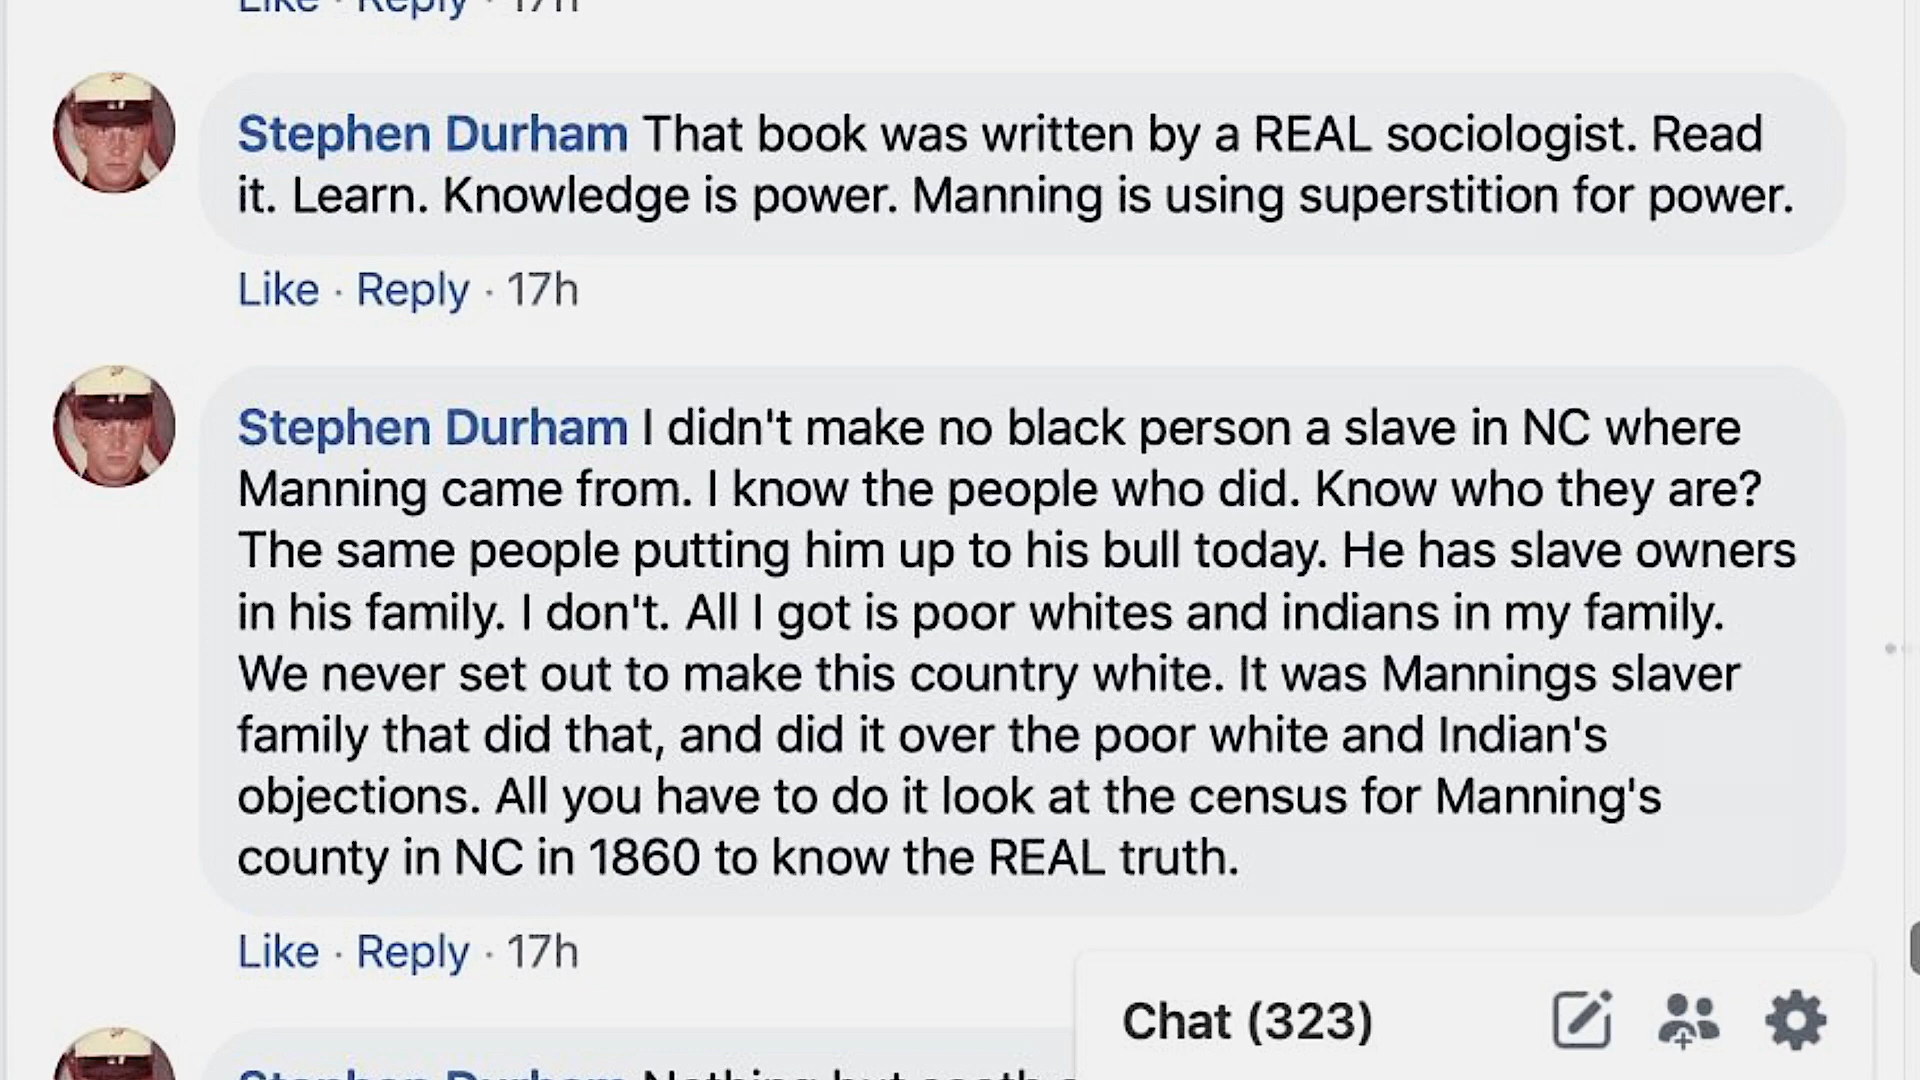 Like · Reply · 17h
Stephen Durham That book was written by a REAL sociologist. Read
it. Learn. Knowledge is power. Manning is using superstition for power.
Like · Reply · 17h
Stephen Durham I didn't make no black person a slave in NC where
Manning came from. I know the people who did. Know who they are?
The same people putting him up to his bull today. He has slave owners
in his family. I don't. All I got is poor whites and indians in my family.
We never set out to make this country white. It was Mannings slaver
family that did that, and did it over the poor white and Indian's
objections. All you have to do it look at the census for Manning's
county in NC in 1860 to know the REAL truth.
Like · Reply · 17h
Chat (323)
Stephen Durham Nothing but